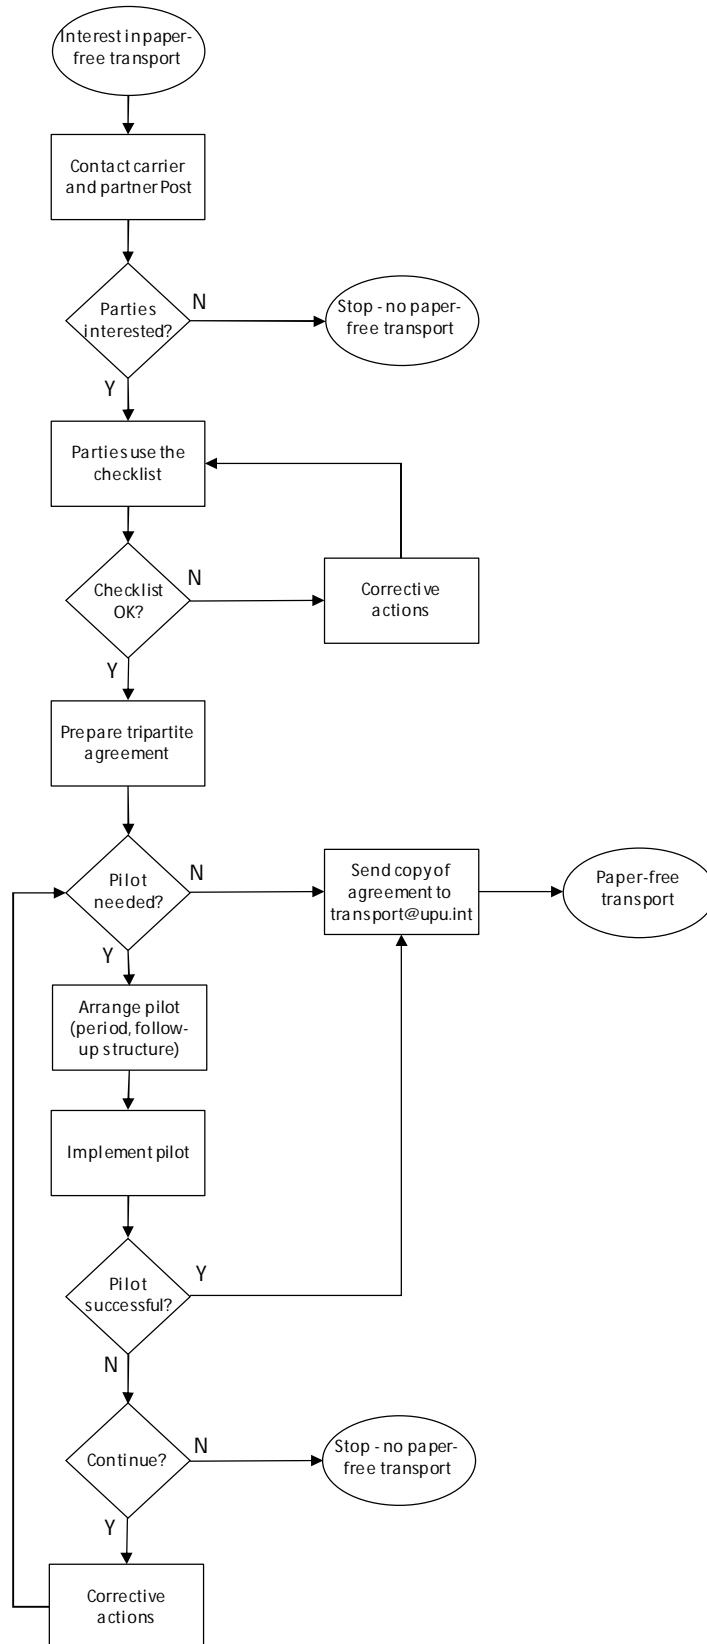 Interest in paper-
free transport
Contact carrier
and partner Post
Parties
interested?
N
Stop - no paper-
free transport
Y
Parties use the
checklist
Checklist
OK?
N
Corrective
actions
Y
Prepare tripartite
agreement
Pilot
needed?
N
Send copy of
agreement to
transport@upu.int
Paper-free
transport
Y
Arrange pilot
(period, follow-
up structure)
Implement pilot
Pilot
successful?
Y
N
Continue?
N
Stop - no paper-
free transport
Y
Corrective
actions